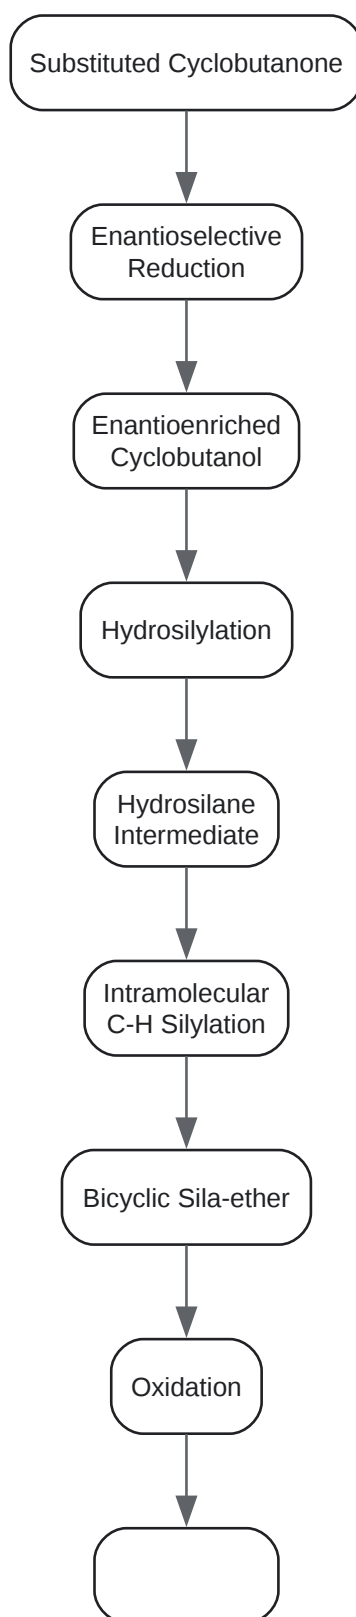 Substituted Cyclobutanone
Enantioselective
Reduction
Enantioenriched
Cyclobutanol
Hydrosilylation
Hydrosilane
Intermediate
Intramolecular
C-H Silylation
Bicyclic Sila-ether
Oxidation